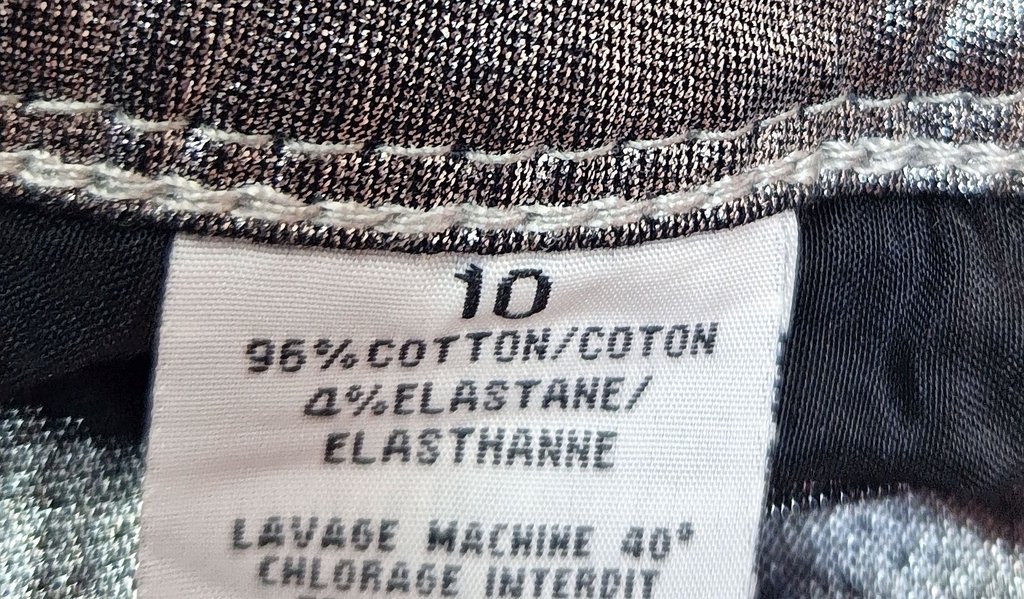 10
96%COTTON/COTON
4%ELASTANE/
ELASTHANNE
LAVAGE MACHINE 40°
CHLORAGE INTERDIT